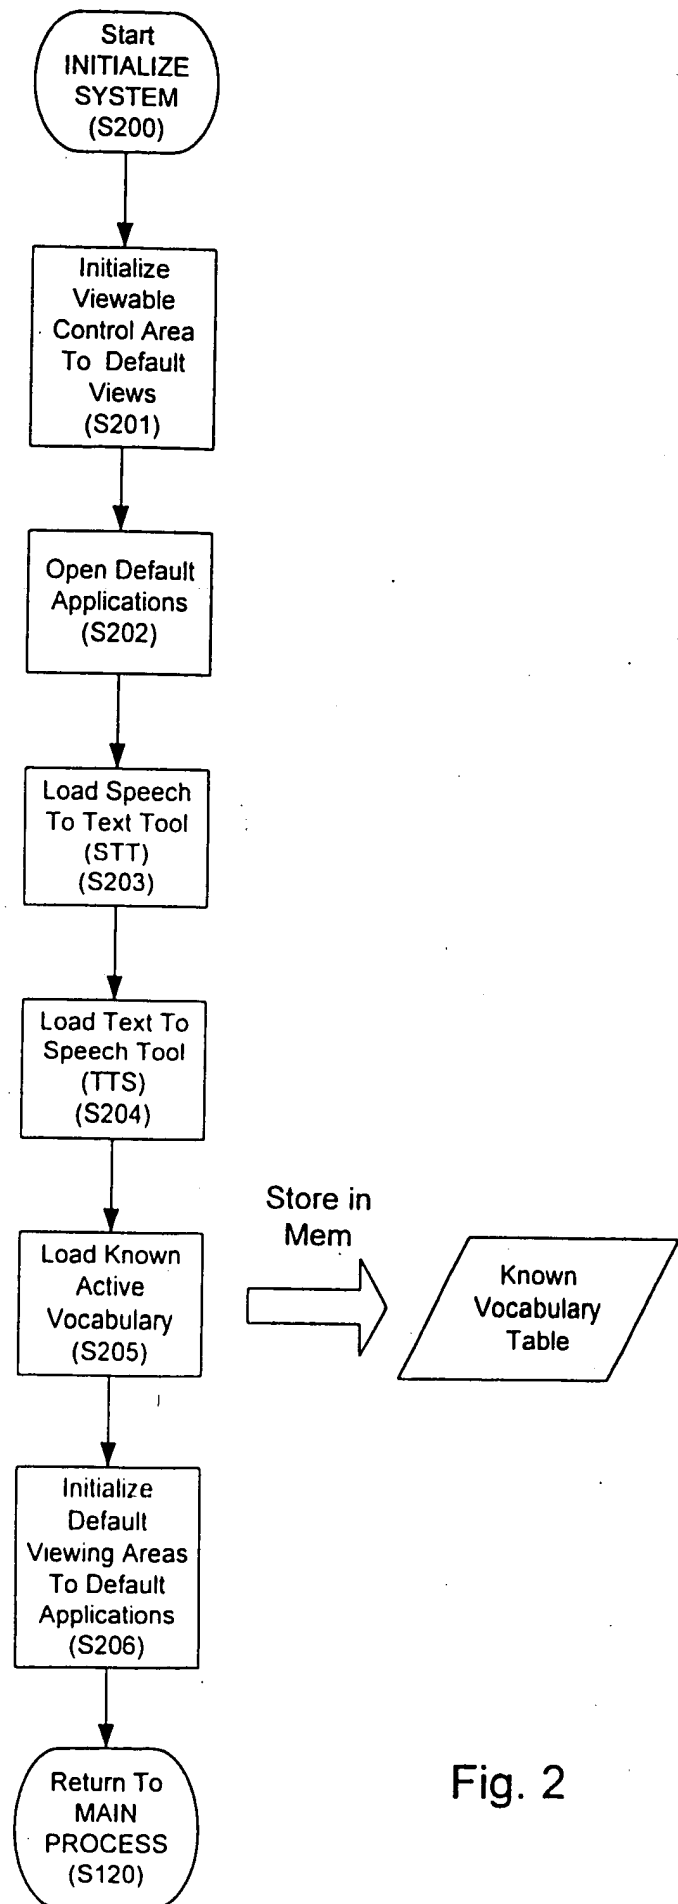 Start
INITIALIZE
SYSTEM
(S200)
Initialize
Viewable
Control Area
To Default
Views
(S201)
Open Default
Applications
(S202)
Load Speech
To Text Tool
(STT)
(S203)
Load Text To
Speech Tool
(TTS)
(S204)
Load Known
Active
Vocabulary
(S205)
Store in
Mem
Known
Vocabulary
Table
Initialize
Default
Viewing Areas
To Default
Applications
(S206)
Return To
MAIN
PROCESS
(S120)
Fig. 2